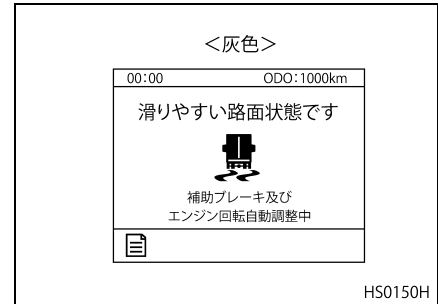 ＜灰色＞
00:00 ODO:1000km
滑りやすい路面状態です
補助ブレーキ及び
エンジン回転自動調整中
HS0150H